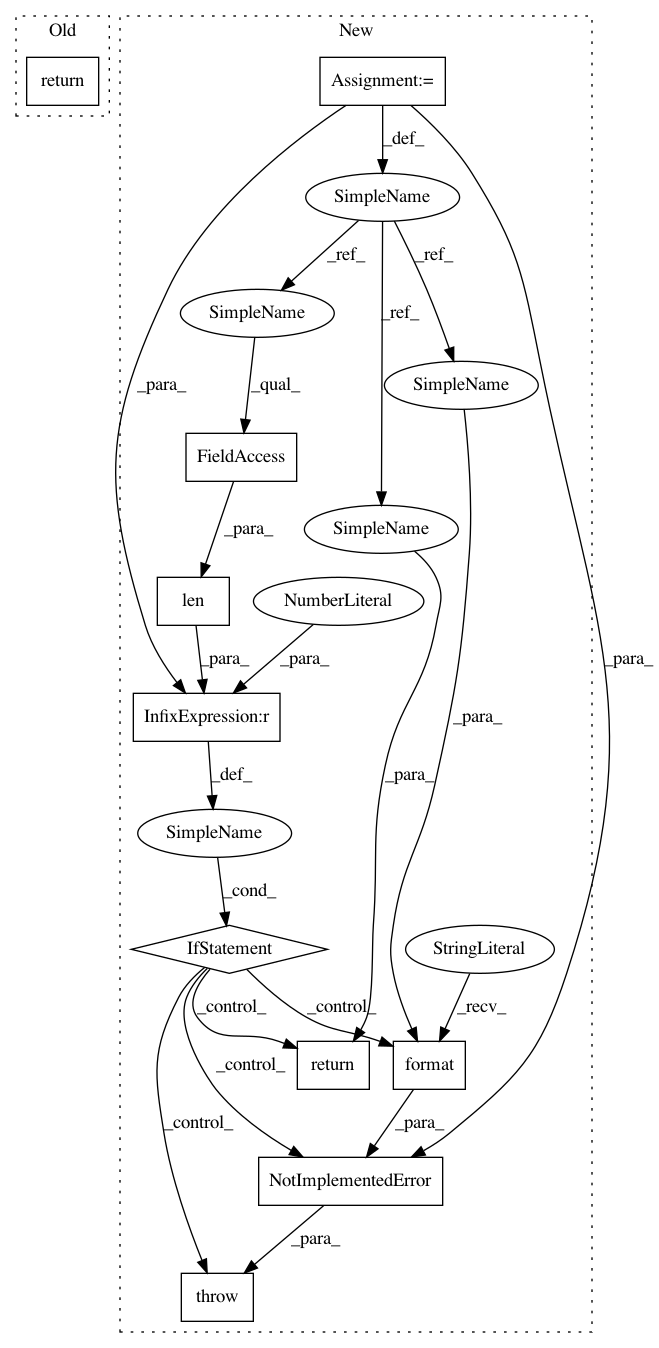 Old
New
return
Assignment:=
_def_
SimpleName
_ref_
_ref_
SimpleName
_ref_
_para_
_qual_
SimpleName
FieldAccess
_para_
SimpleName
len
NumberLiteral
_para_
_para_
_para_
InfixExpression:r
_para_
_def_
_para_
SimpleName
_cond_
IfStatement
StringLiteral
_control_
_control_
_recv_
_control_
return
format
_control_
_para_
NotImplementedError
_para_
throw